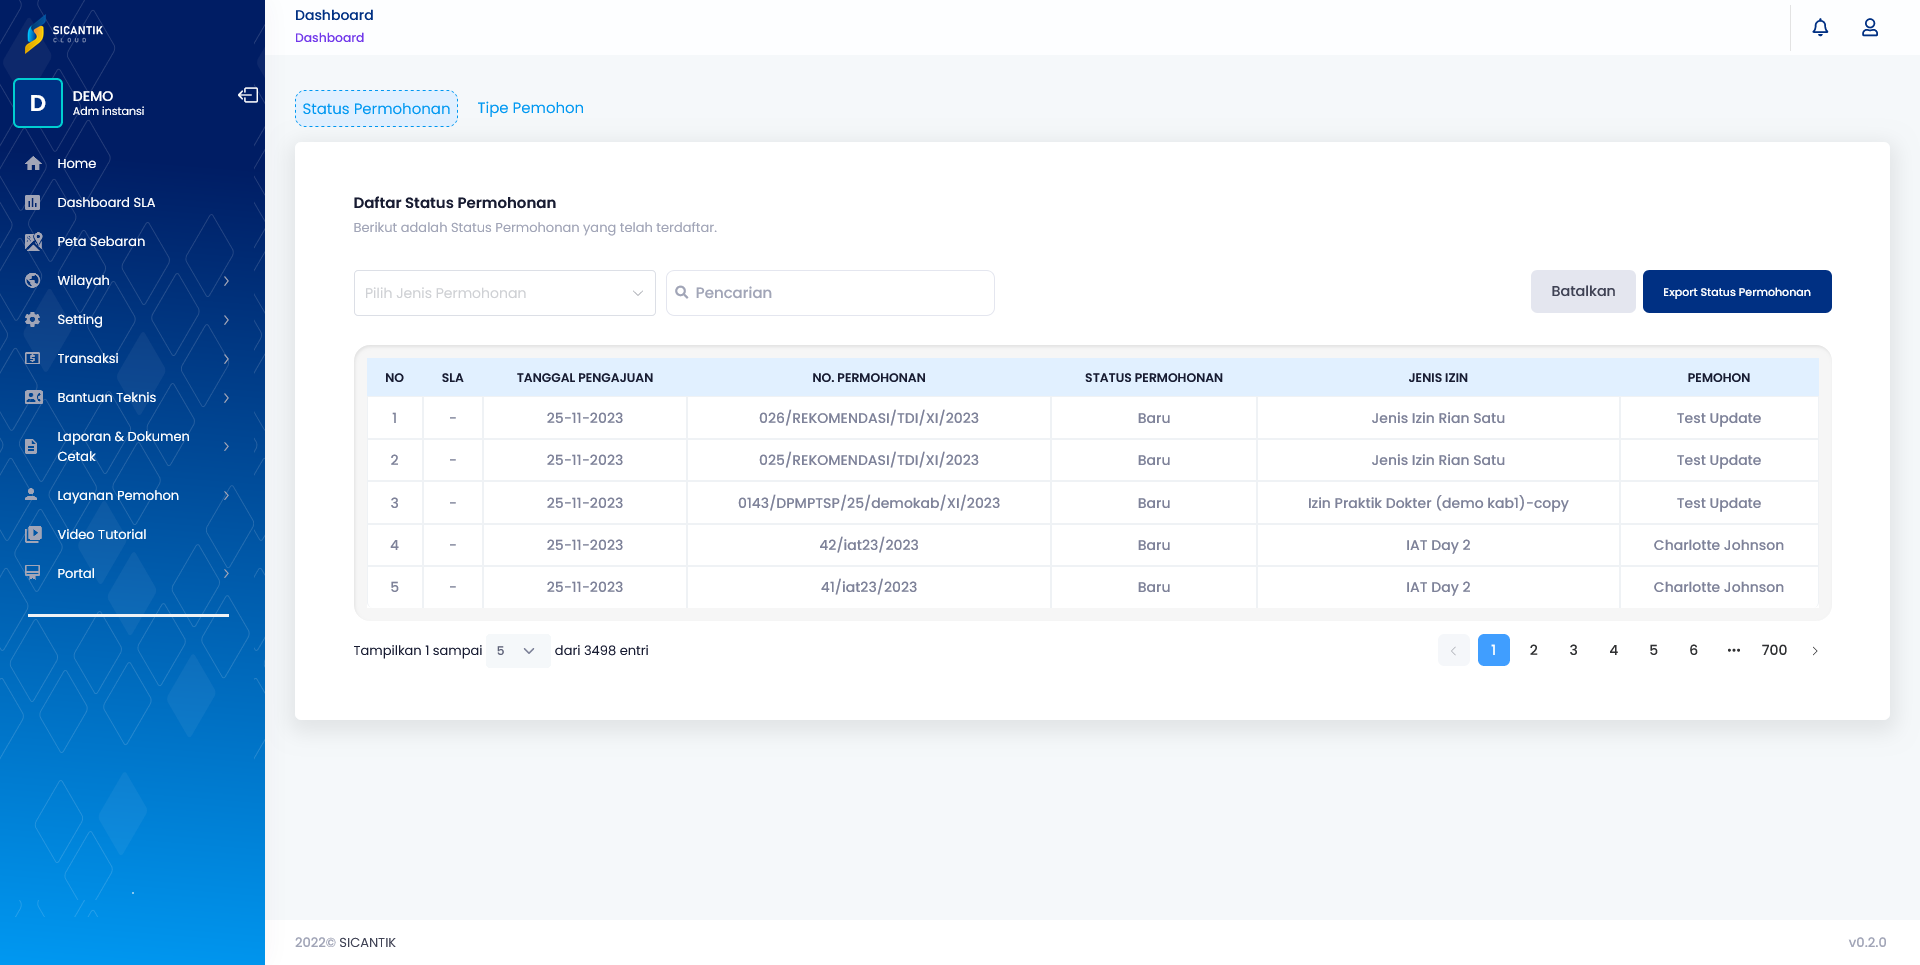 SICANTIK
CLOUD
D
DEMO
Adm instansi
Home
Dashboard SLA
Peta Sebaran
Wilayah
Setting
Transaksi
Bantuan Teknis
Laporan & Dokumen
Cetak
Layanan Pemohon
Video Tutorial
Portal
Dashboard
Dashboard
Status Permohonan Tipe Pemohon
Daftar Status Permohonan
Berikut adalah Status Permohonan yang telah terdaftar.
Pilih Jenis Permohonan Pencarian Batalkan Export Status Permohonan
NO SLA TANGGAL PENGAJUAN NO. PERMOHONAN STATUS PERMOHONAN JENIS IZIN PEMOHON
1 - 25-11-2023 026/REKOMENDASI/TDI/XI/2023 Baru Jenis Izin Rian Satu Test Update
2 - 25-11-2023 025/REKOMENDASI/TDI/XI/2023 Baru Jenis Izin Rian Satu Test Update
3 - 25-11-2023 0143/DPMPTSP/25/demokab/XI/2023 Baru Izin Praktik Dokter (demo kab1)-copy Test Update
4 - 25-11-2023 42/iat23/2023 Baru IAT Day 2 Charlotte Johnson
5 - 25-11-2023 41/iat23/2023 Baru IAT Day 2 Charlotte Johnson
Tampilkan 1 sampai 5 dari 3498 entri 1 2 3 4 5 6 ••• 700
2022© SICANTIK v0.2.0